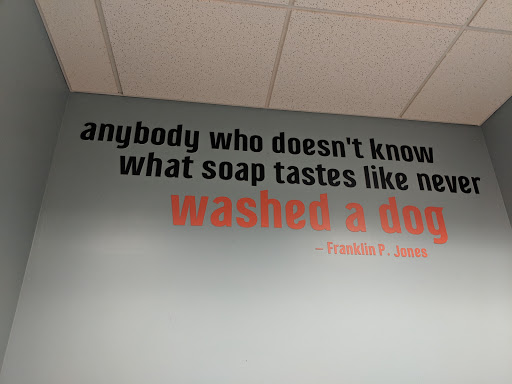 anybody who doesn't know
what soap tastes like never
washed a dog
– Franklin P. Jones